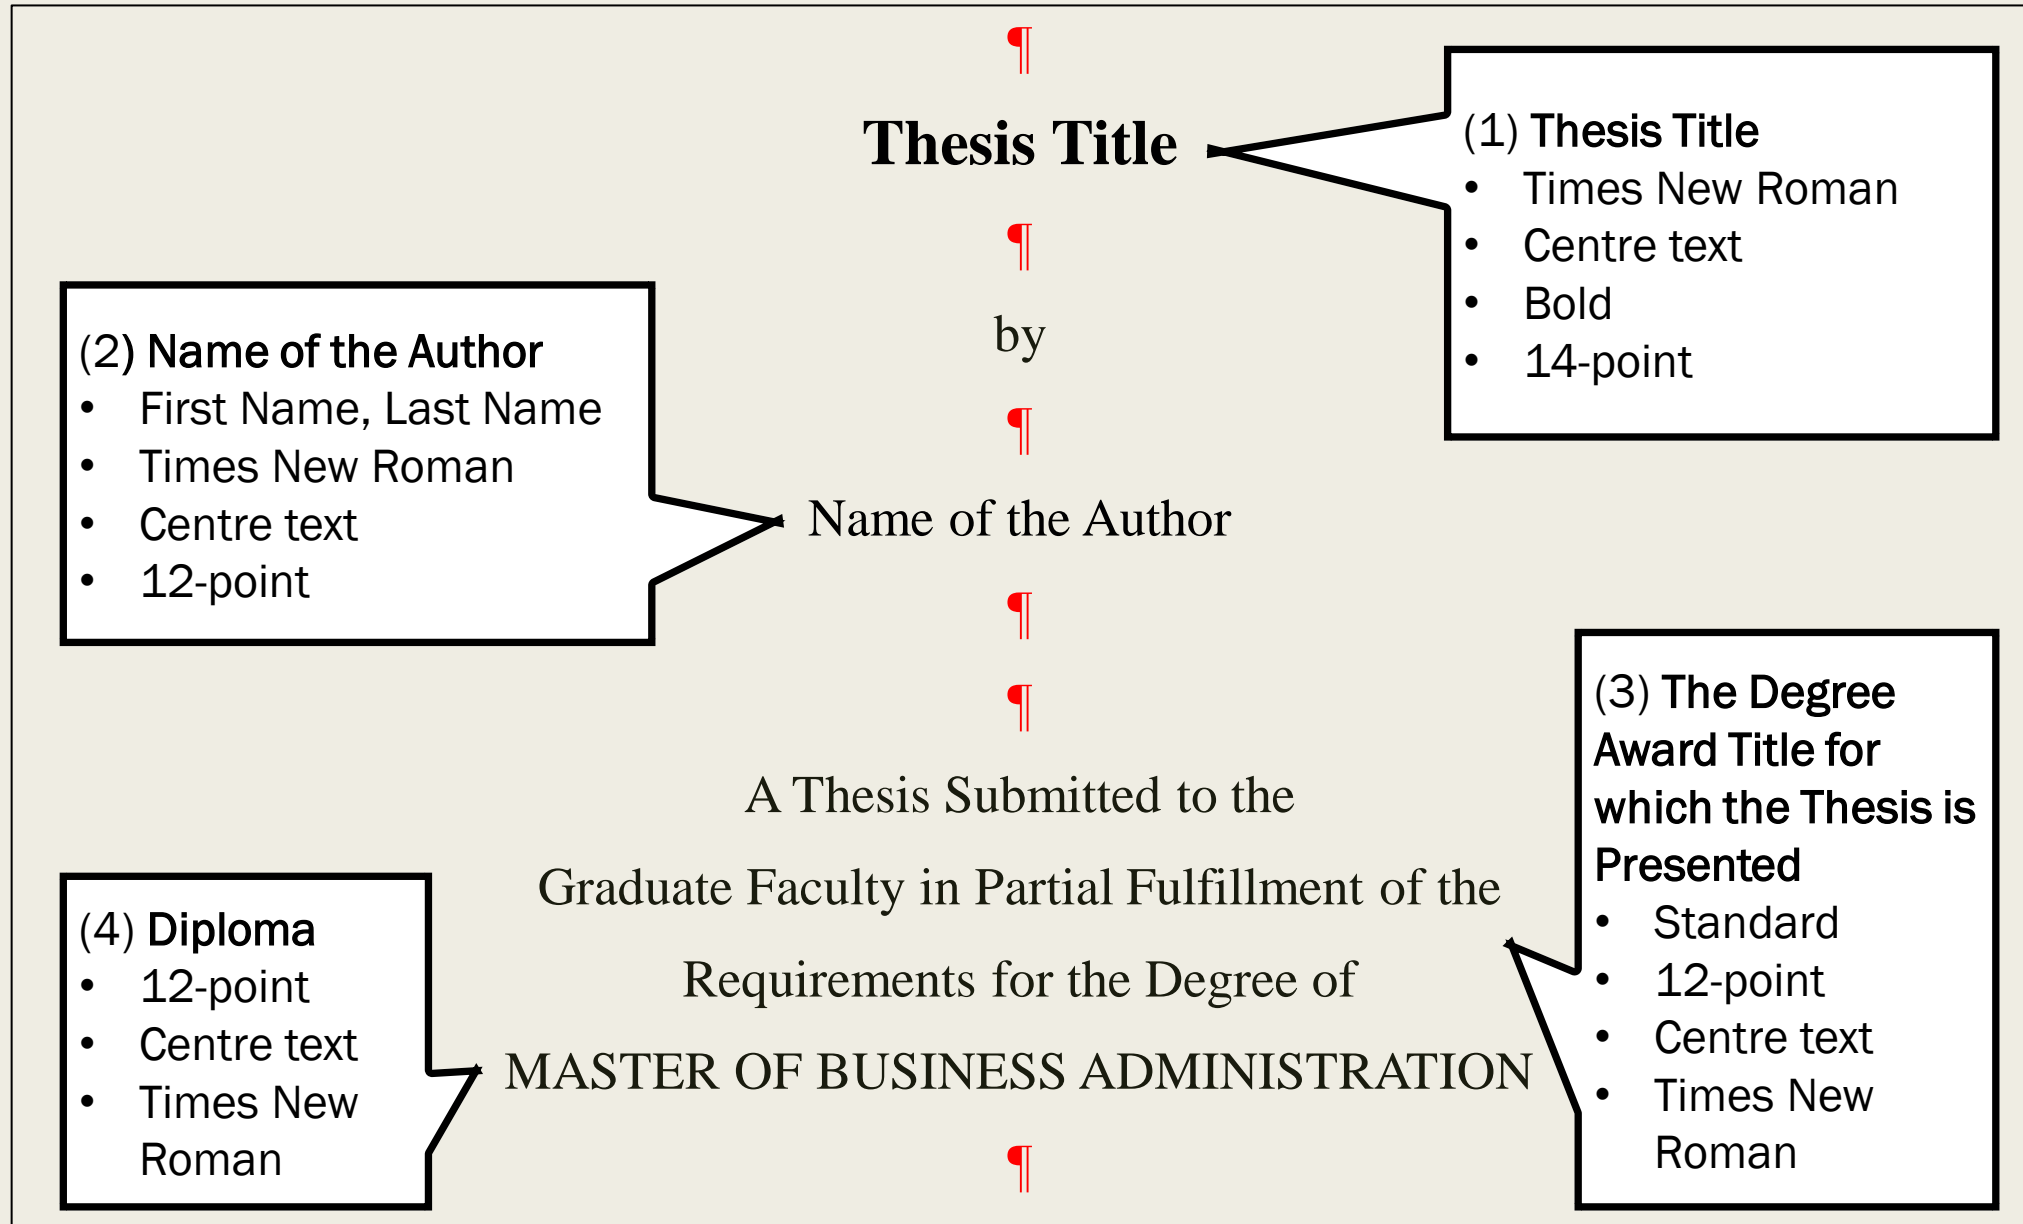 ¶
Thesis Title
¶
by
¶
Name of the Author
¶
¶
A Thesis Submitted to the
Graduate Faculty in Partial Fulfillment of the
Requirements for the Degree of
MASTER OF BUSINESS ADMINISTRATION
¶
(1) Thesis Title
• Times New Roman
• Centre text
• Bold
• 14-point
(2) Name of the Author
• First Name, Last Name
• Times New Roman
• Centre text
• 12-point
(3) The Degree
Award Title for
which the Thesis is
Presented
• Standard
• 12-point
• Centre text
• Times New
Roman
(4) Diploma
• 12-point
• Centre text
• Times New
Roman